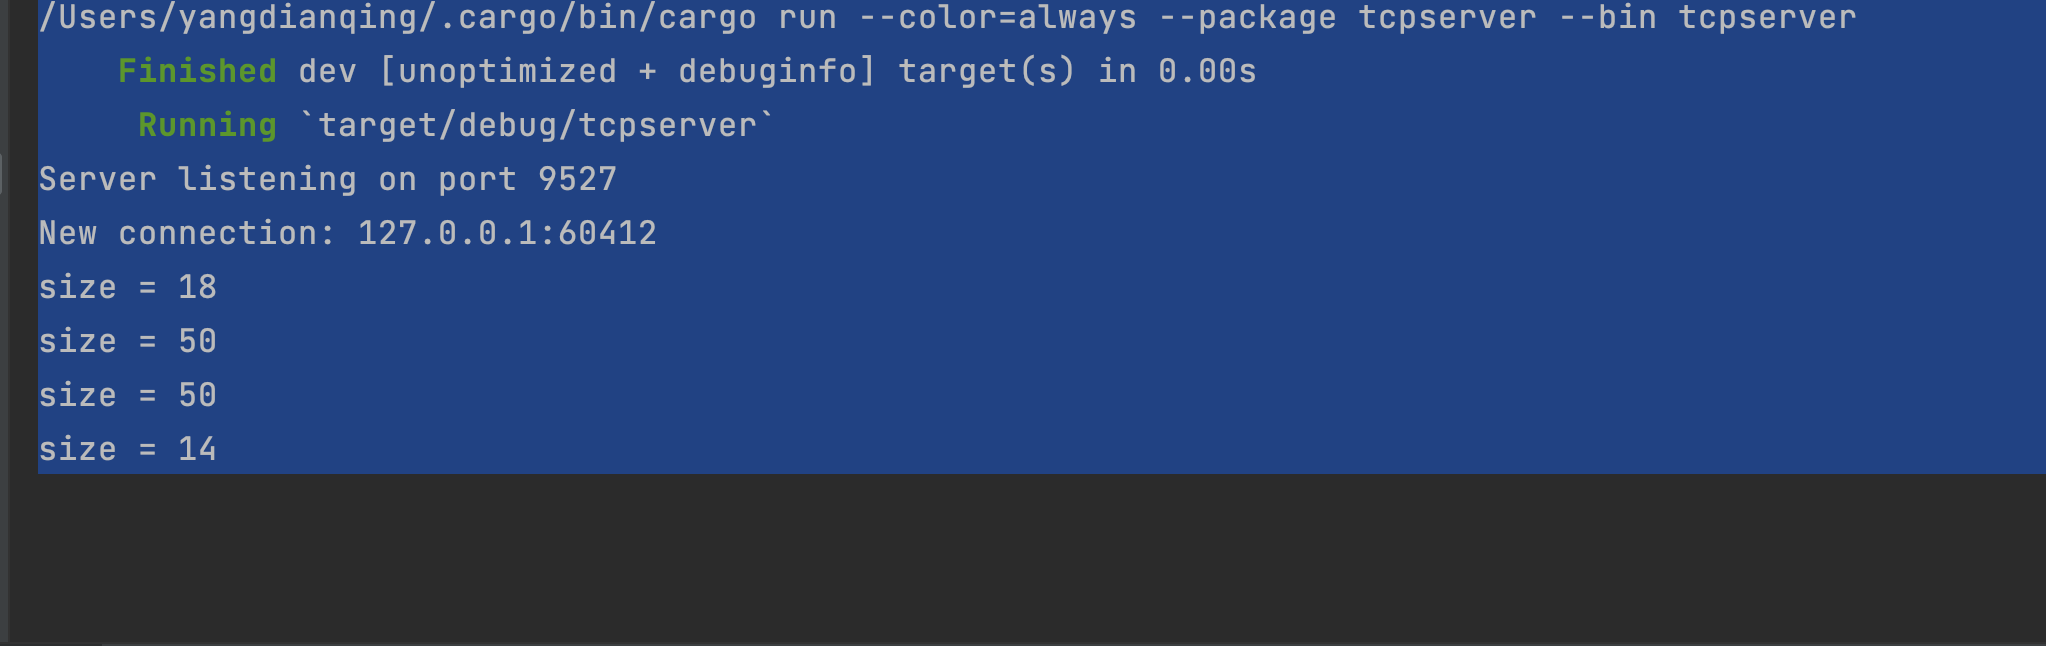 /Users/yangdianqing/.cargo/bin/cargo run --color=always --package tcpserver --bin tcpserver
Finished dev [unoptimized + debuginfo] target(s) in 0.00s
Running `target/debug/tcpserver`
Server listening on port 9527
New connection: 127.0.0.1:60412
size = 18
size = 50
size = 50
size = 14